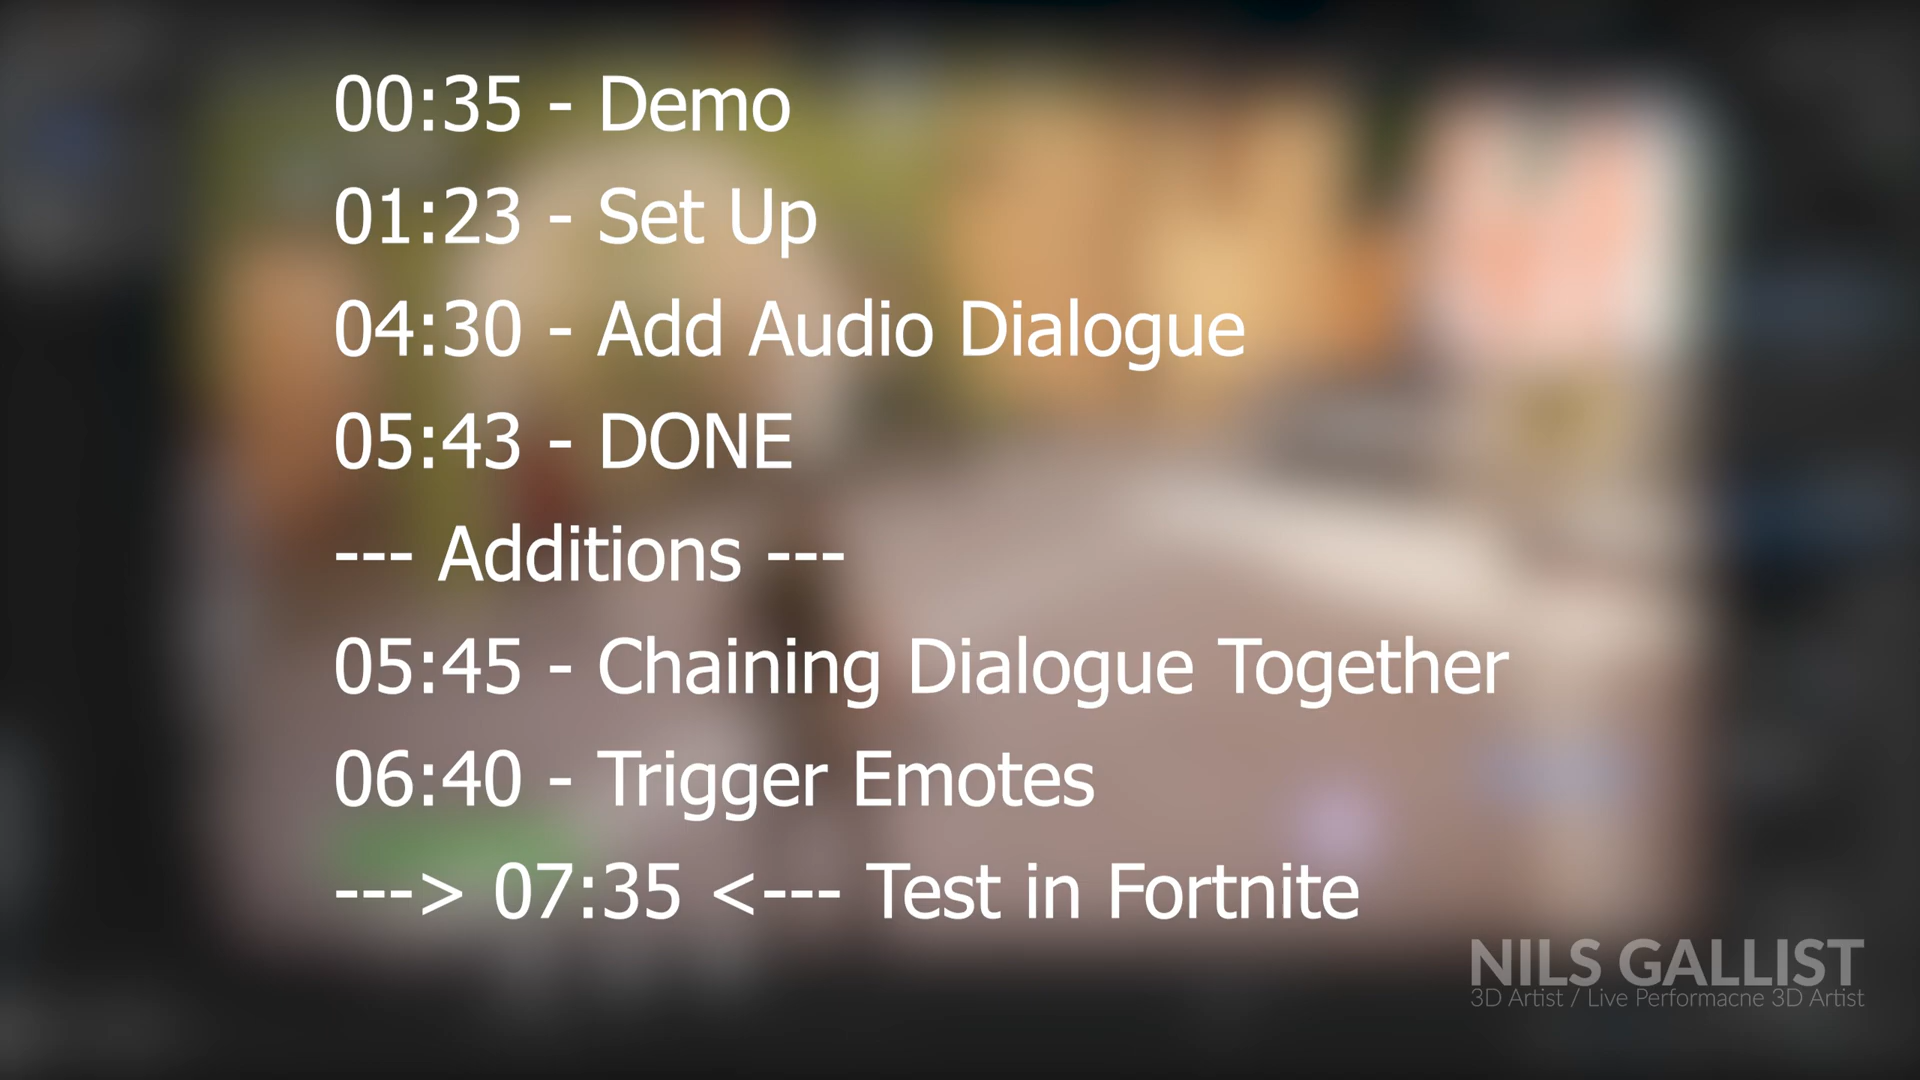 00:35 - Demo
01:23 - Set Up
04:30 - Add Audio Dialogue
05:43 - DONE
--- Additions ---
05:45 - Chaining Dialogue Together
06:40 - Trigger Emotes
---> 07:35 <--- Test in Fortnite
NILS GALLIST
3D Artist / Live Performacne 3D Artist